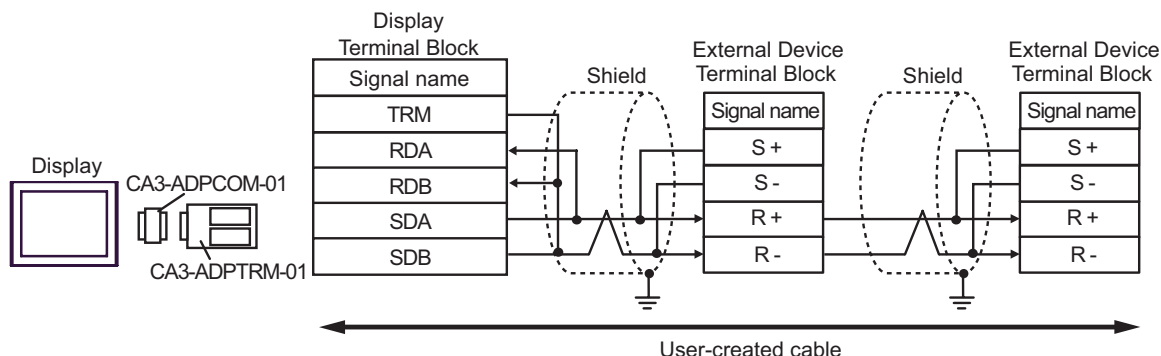 Display
Terminal Block
Signal name
TRM
RDA
RDB
SDA
SDB
Display
CA3-ADPCOM-01
CA3-ADPTRM-01
Shield
External Device
Terminal Block
Signal name
S +
S -
R +
R -
Shield
External Device
Terminal Block
Signal name
S +
S -
R +
R -
User-created cable